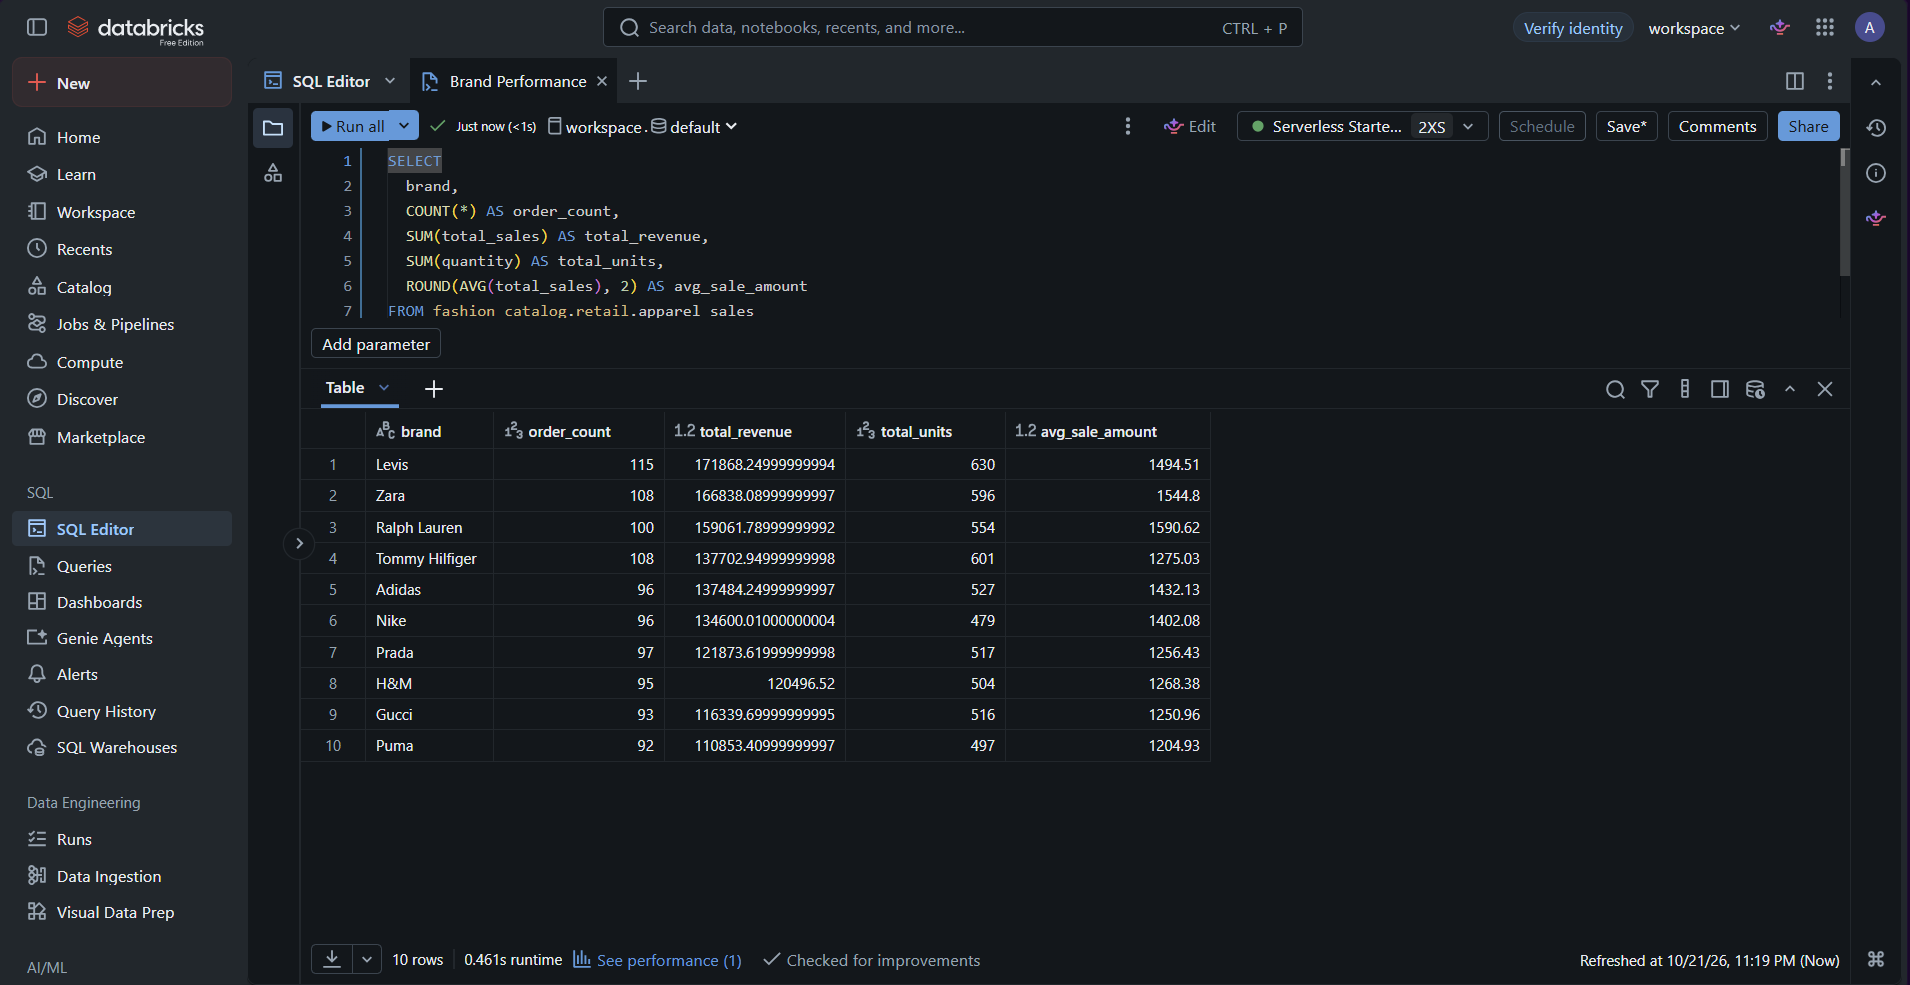 databricks
Free Edition
Search data, notebooks, recents, and more...
CTRL + P
Verify identity
workspace
A
New
Home
Learn
Workspace
Recents
Catalog
Jobs & Pipelines
Compute
Discover
Marketplace
SQL
SQL Editor
Queries
Dashboards
Genie Agents
Alerts
Query History
SQL Warehouses
Data Engineering
Runs
Data Ingestion
Visual Data Prep
AI/ML
SQL Editor
Brand Performance
Run all
Just now (<1s)
workspace . default
Edit
Serverless Starte... 2XS
Schedule
Save*
Comments
Share
1 SELECT
2 brand,
3 COUNT(*) AS order_count,
4 SUM(total_sales) AS total_revenue,
5 SUM(quantity) AS total_units,
6 ROUND(AVG(total_sales), 2) AS avg_sale_amount
7 FROM fashion_catalog.retail.apparel_sales
Add parameter
Table
ABC brand 123 order_count 1.2 total_revenue 123 total_units 1.2 avg_sale_amount
1 Levis 115 171868.24999999994 630 1494.51
2 Zara 108 166838.08999999997 596 1544.8
3 Ralph Lauren 100 159061.78999999992 554 1590.62
4 Tommy Hilfiger 108 137702.94999999998 601 1275.03
5 Adidas 96 137484.24999999997 527 1432.13
6 Nike 96 134600.01000000004 479 1402.08
7 Prada 97 121873.61999999998 517 1256.43
8 H&M 95 120496.52 504 1268.38
9 Gucci 93 116339.69999999995 516 1250.96
10 Puma 92 110853.40999999997 497 1204.93
10 rows
0.461s runtime
See performance (1)
Checked for improvements
Refreshed at 10/21/26, 11:19 PM (Now)